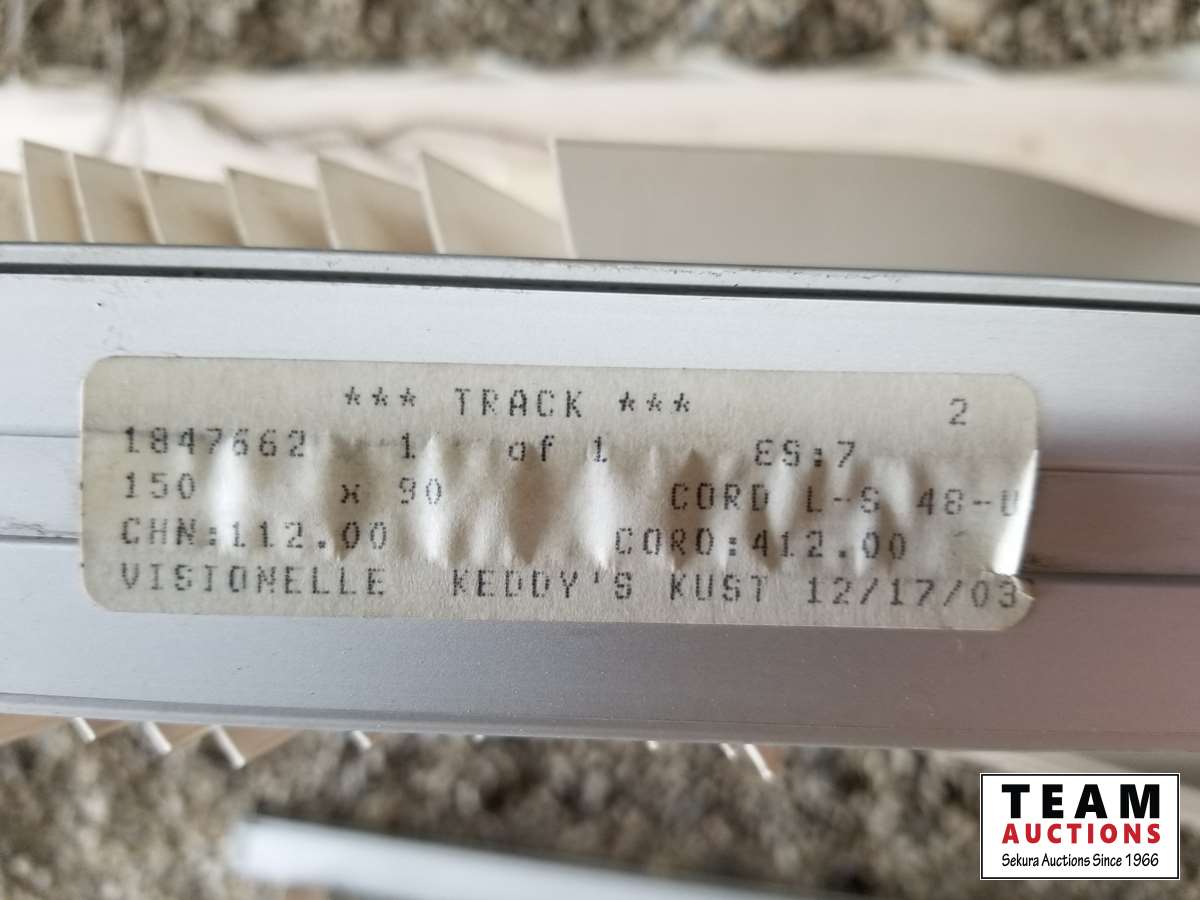 *** TRACK *** 2
1847662 1 of 1 ES:7
150 x 90 CORD L-S 48-
CHN:112.00 CORD:412.00
VISIONELLE KEDDY'S KUST 12/17/03
TEAM
AUCTIONS
Sekura Auctions Since 1966